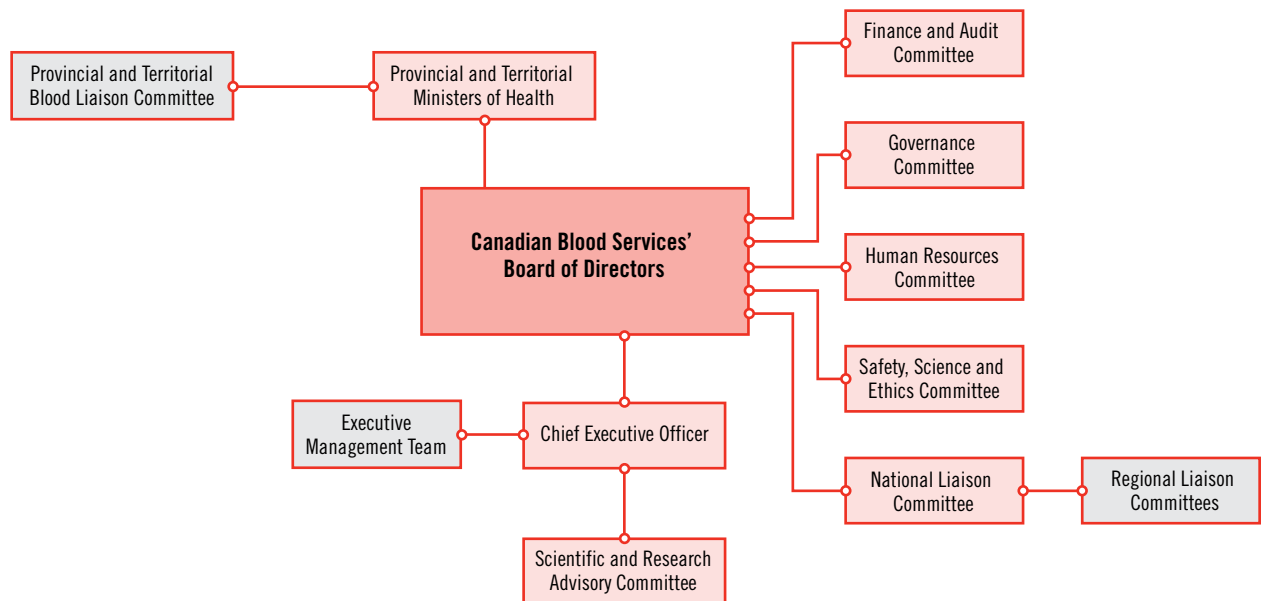 Finance and Audit
Committee
Provincial and Territorial
Blood Liaison Committee
Provincial and Territorial
Ministers of Health
Governance
Committee
Canadian Blood Services’
Board of Directors
Human Resources
Committee
Safety, Science and
Ethics Committee
Executive
Management Team
Chief Executive Officer
National Liaison
Committee
Regional Liaison
Committees
Scientific and Research
Advisory Committee